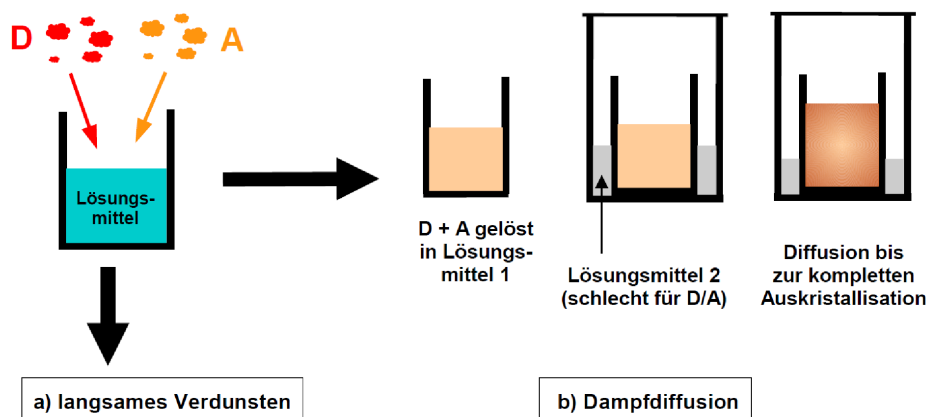 D
A
Lösungs-
mittel
D + A gelöst
in Lösungs-
mittel 1
Lösungsmittel 2
(schlecht für D/A)
Diffusion bis
zur kompletten
Auskristallisation
a) langsames Verdunsten
b) Dampfdiffusion